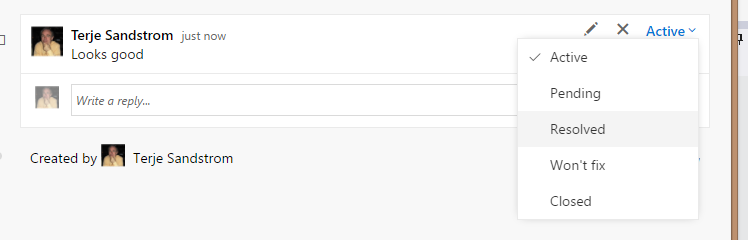 Terje Sandstrom just now
Active
Looks good
Write a reply...
Created by Terje Sandstrom
Active
Pending
Resolved
Won't fix
Closed